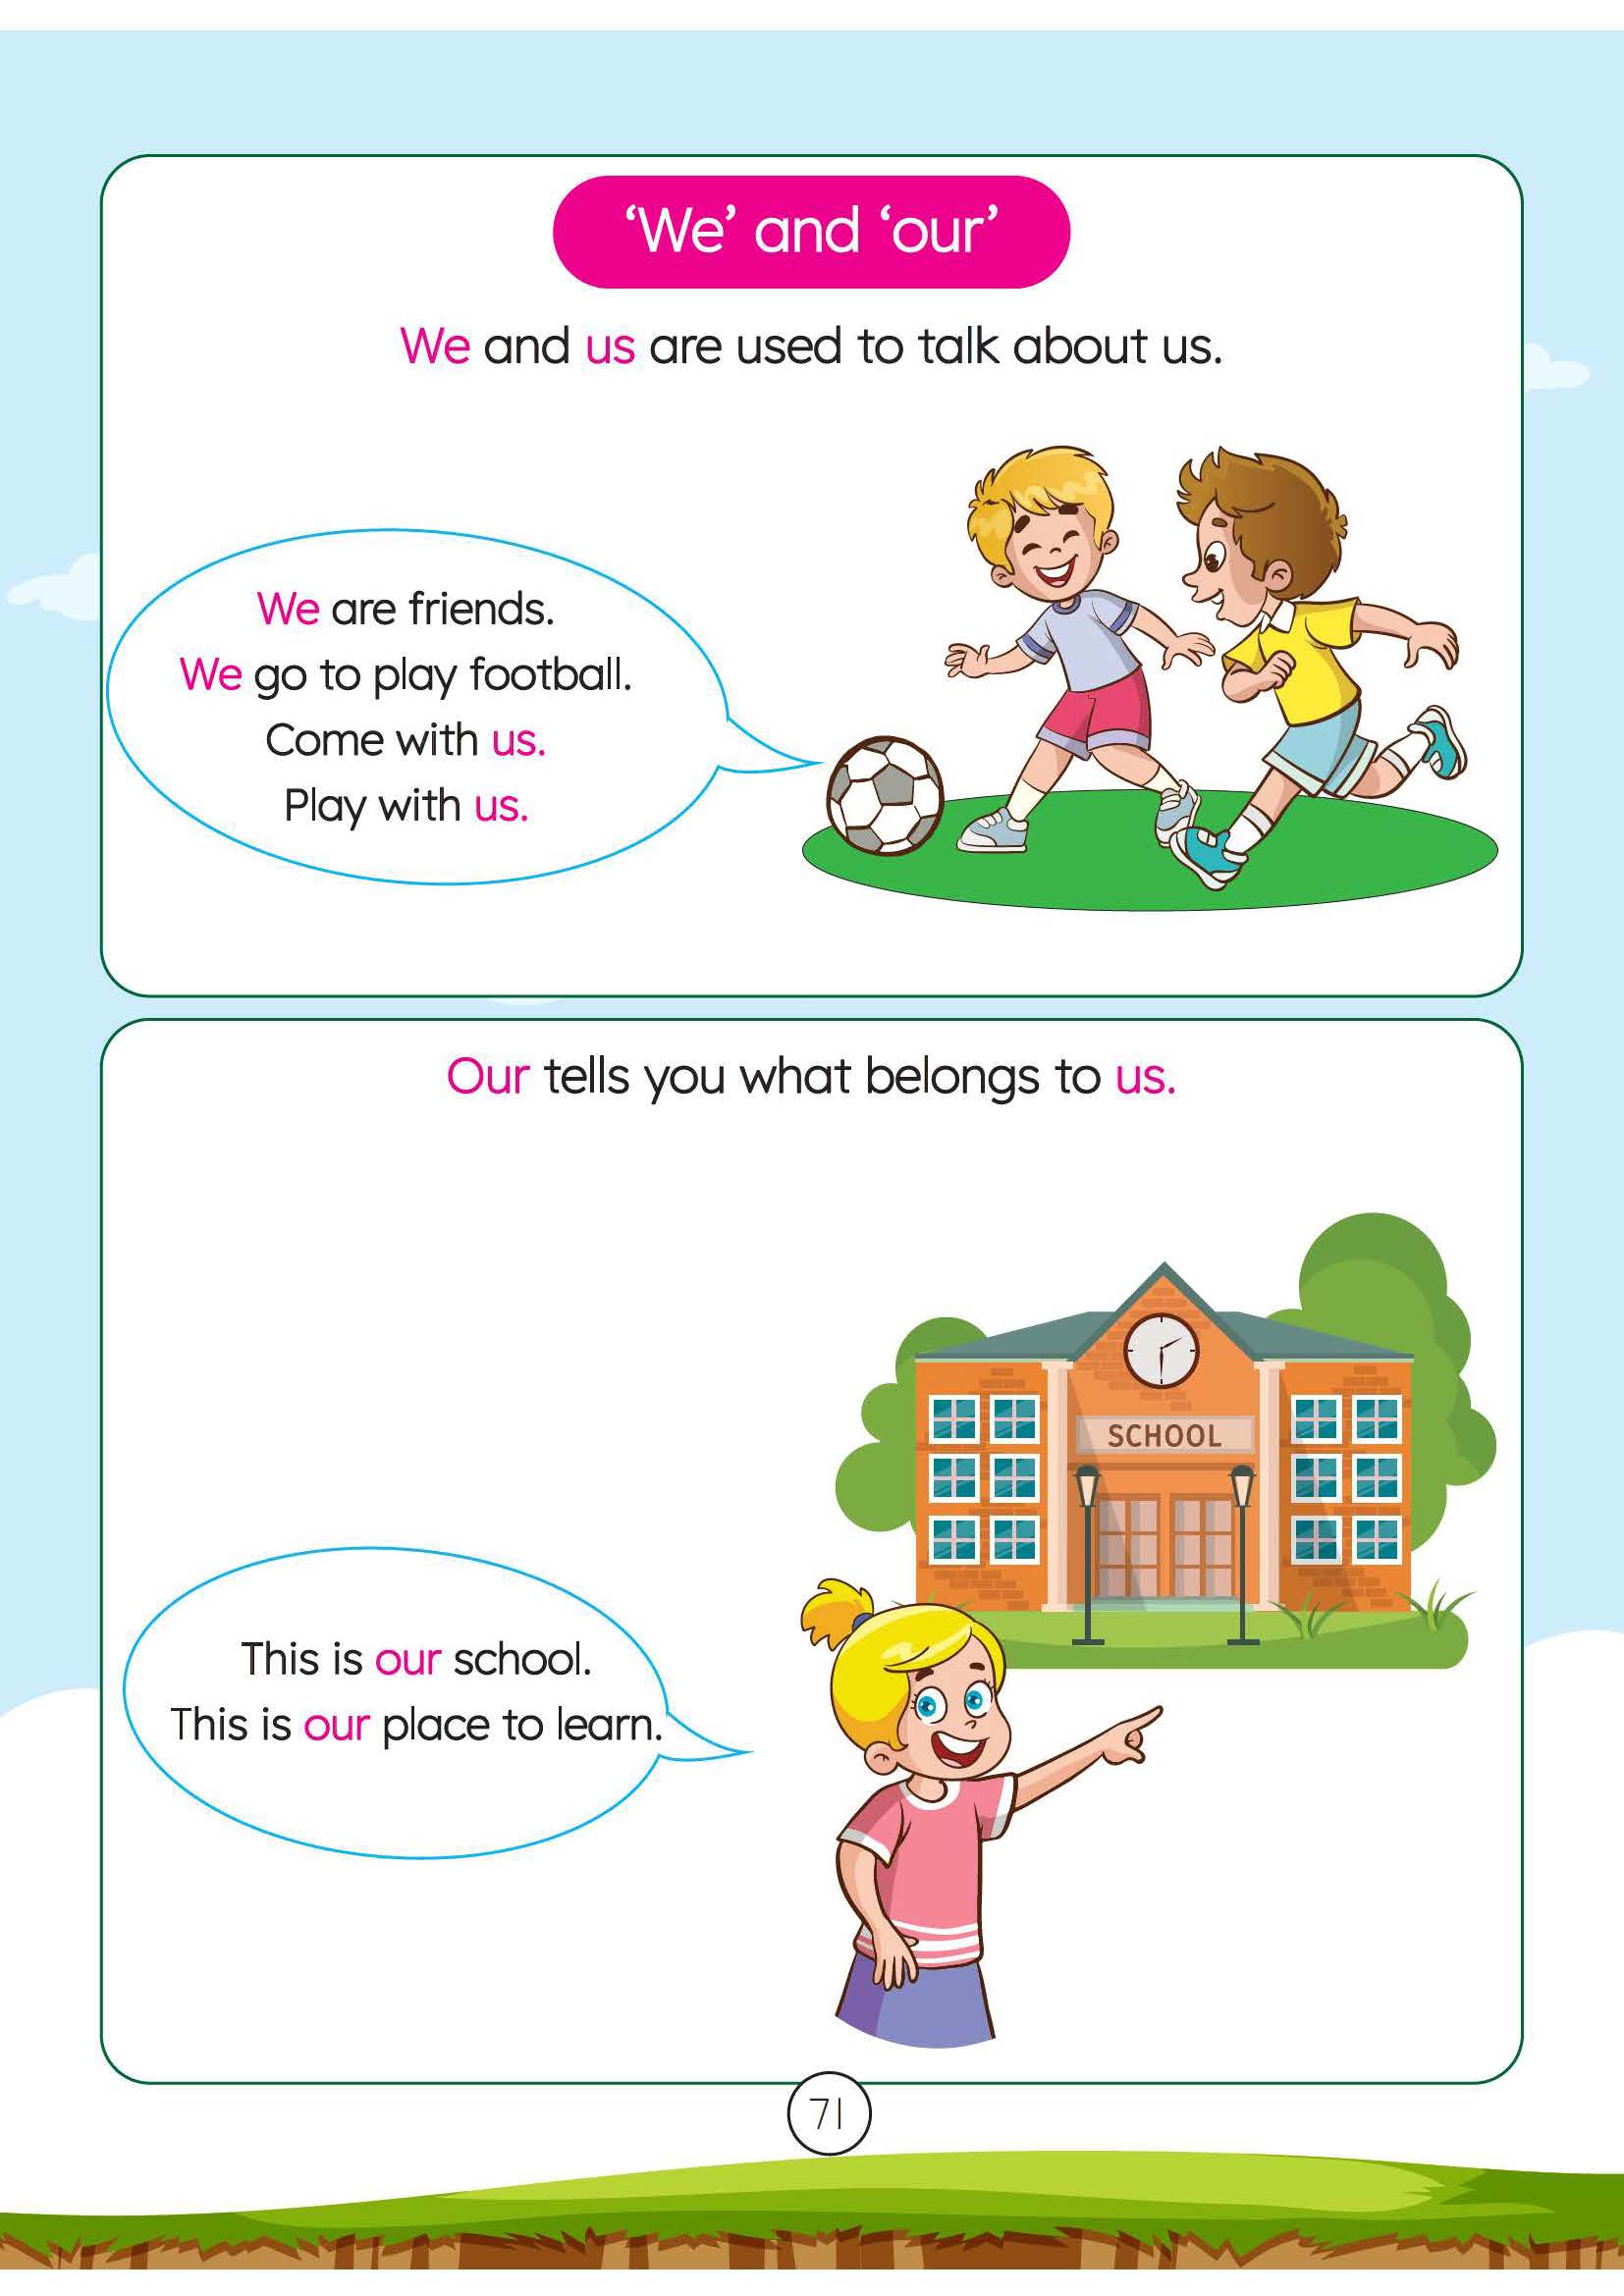 ‘We’ and ‘our’
We and us are used to talk about us.
We are friends.
We go to play football.
Come with us.
Play with us.
Our tells you what belongs to us.
SCHOOL
This is our school.
This is our place to learn.
71